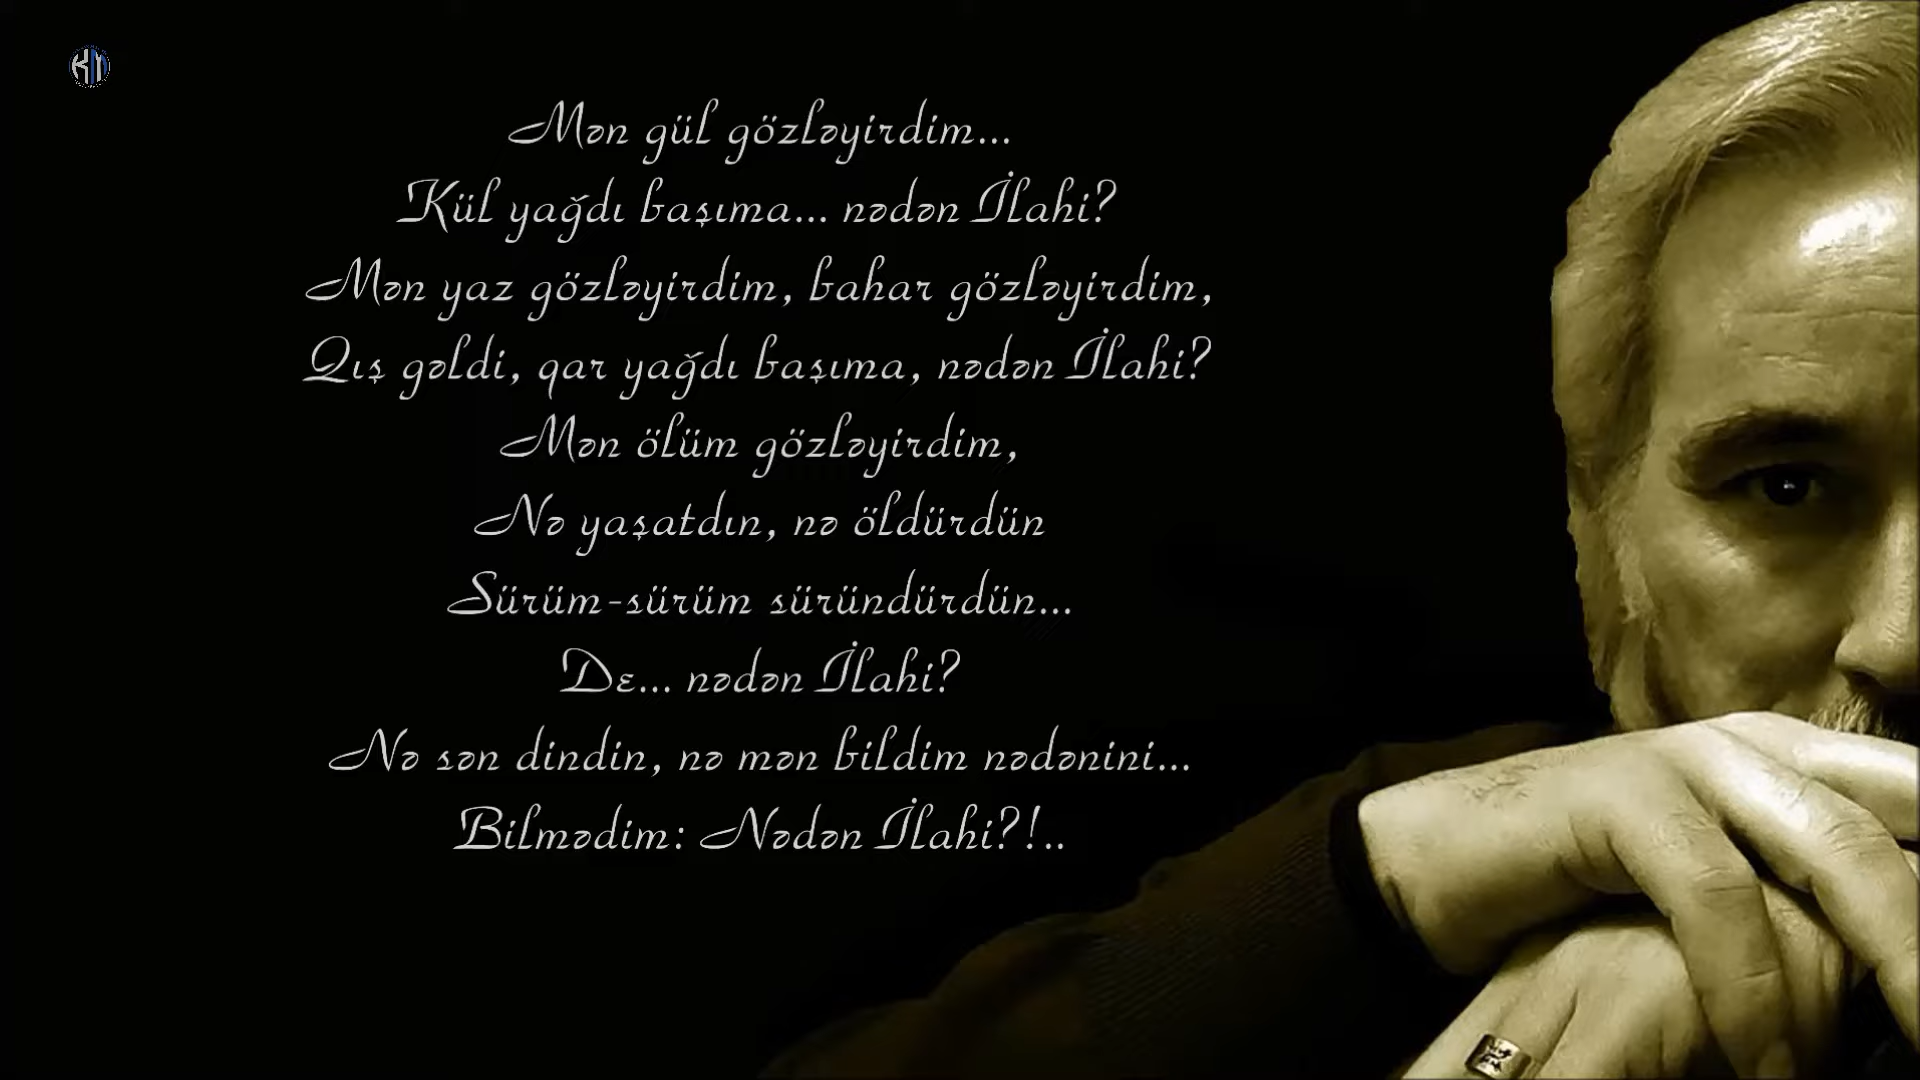 KM
Mən gül gözləyirdim...
Kül yağdı başıma... nədən İlahi?
Mən yaz gözləyirdim, bahar gözləyirdim,
Qış gəldi, qar yağdı başıma, nədən İlahi?
Mən ölüm gözləyirdim,
Nə yaşatdın, nə öldürdün
Sürüm-sürüm süründürdün...
De... nədən İlahi?
Nə sən dindin, nə mən bildim nədənini...
Bilmədim: Nədən İlahi?!..